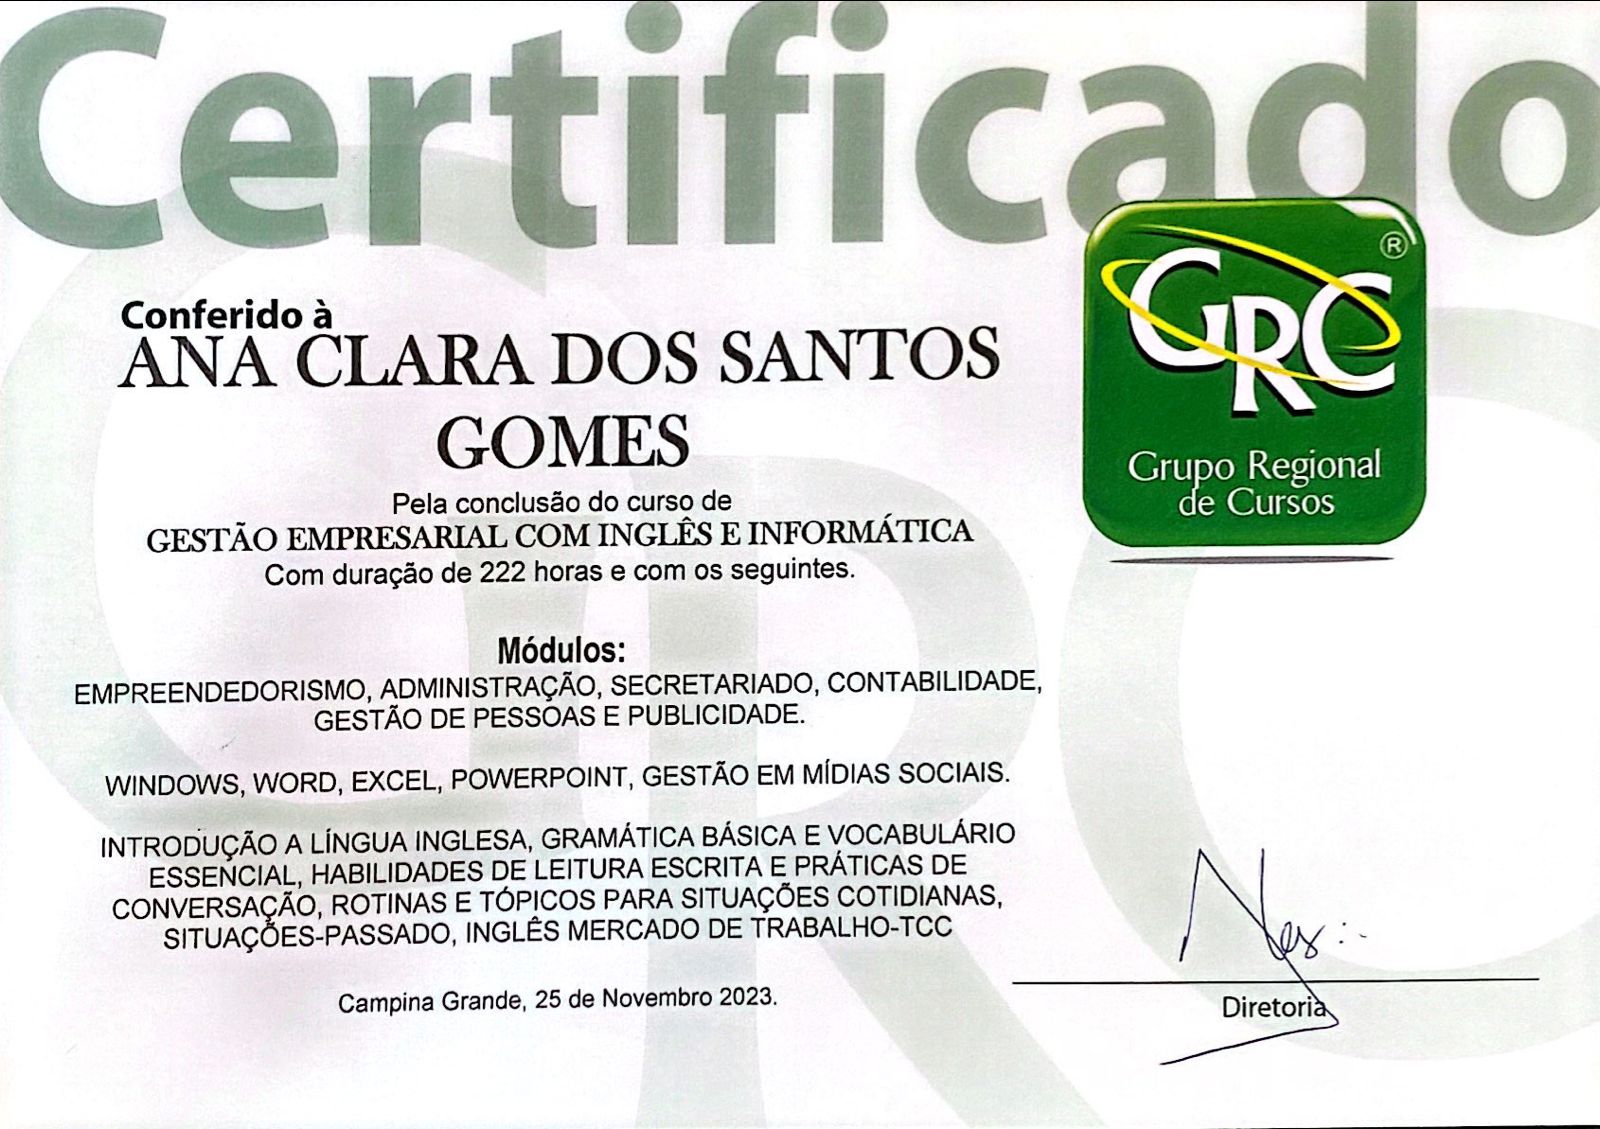 Certificado
Conferido à
ANA CLARA DOS SANTOS
GOMES
Pela conclusão do curso de
GESTÃO EMPRESARIAL COM INGLÊS E INFORMÁTICA
Com duração de 222 horas e com os seguintes.
GRC ®
Grupo Regional
de Cursos
Módulos:
EMPREENDEDORISMO, ADMINISTRAÇÃO, SECRETARIADO, CONTABILIDADE,
GESTÃO DE PESSOAS E PUBLICIDADE.
WINDOWS, WORD, EXCEL, POWERPOINT, GESTÃO EM MÍDIAS SOCIAIS.
INTRODUÇÃO A LÍNGUA INGLESA, GRAMÁTICA BÁSICA E VOCABULÁRIO
ESSENCIAL, HABILIDADES DE LEITURA ESCRITA E PRÁTICAS DE
CONVERSAÇÃO, ROTINAS E TÓPICOS PARA SITUAÇÕES COTIDIANAS,
SITUAÇÕES-PASSADO, INGLÊS MERCADO DE TRABALHO-TCC
Campina Grande, 25 de Novembro 2023.
Diretoria